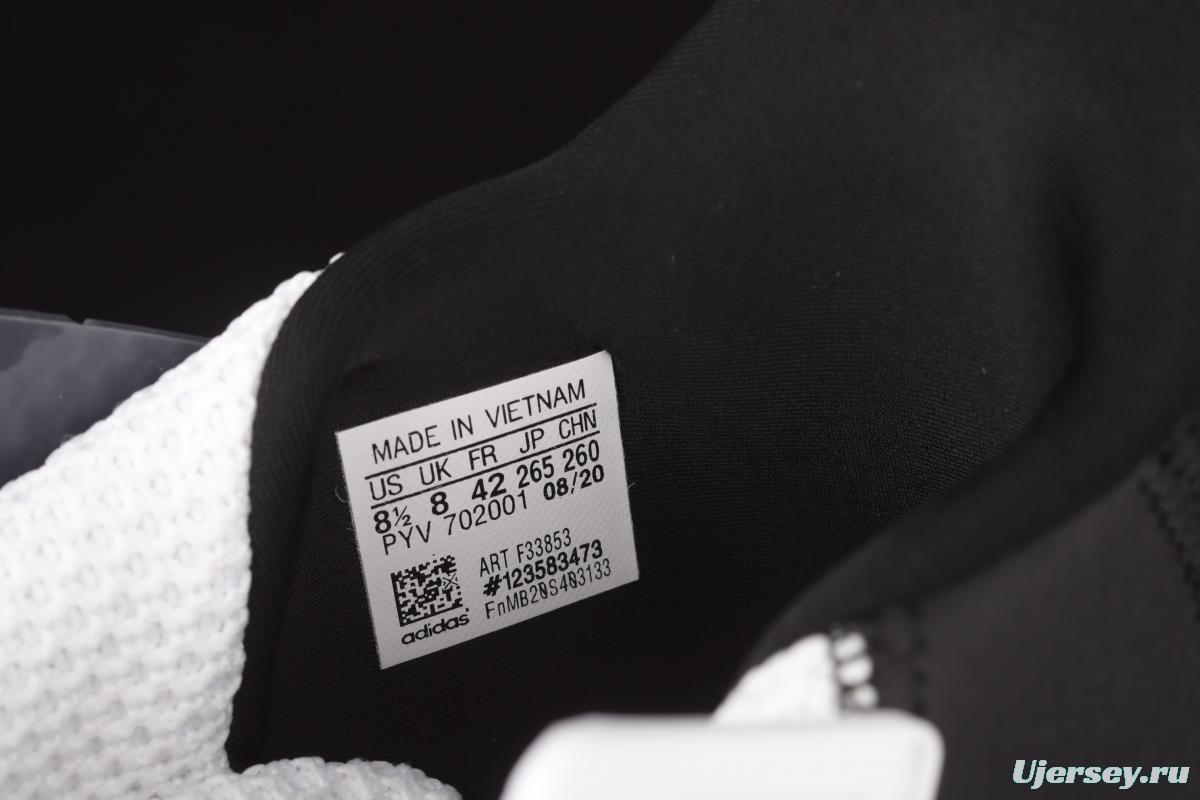 MADE IN VIETNAM
US UK FR JP CHN
8½ 8 42 265 260
PYV 702001 08/20
ART F33853
#123583473
FnMB20S403133
adidas
Ujersey.ru